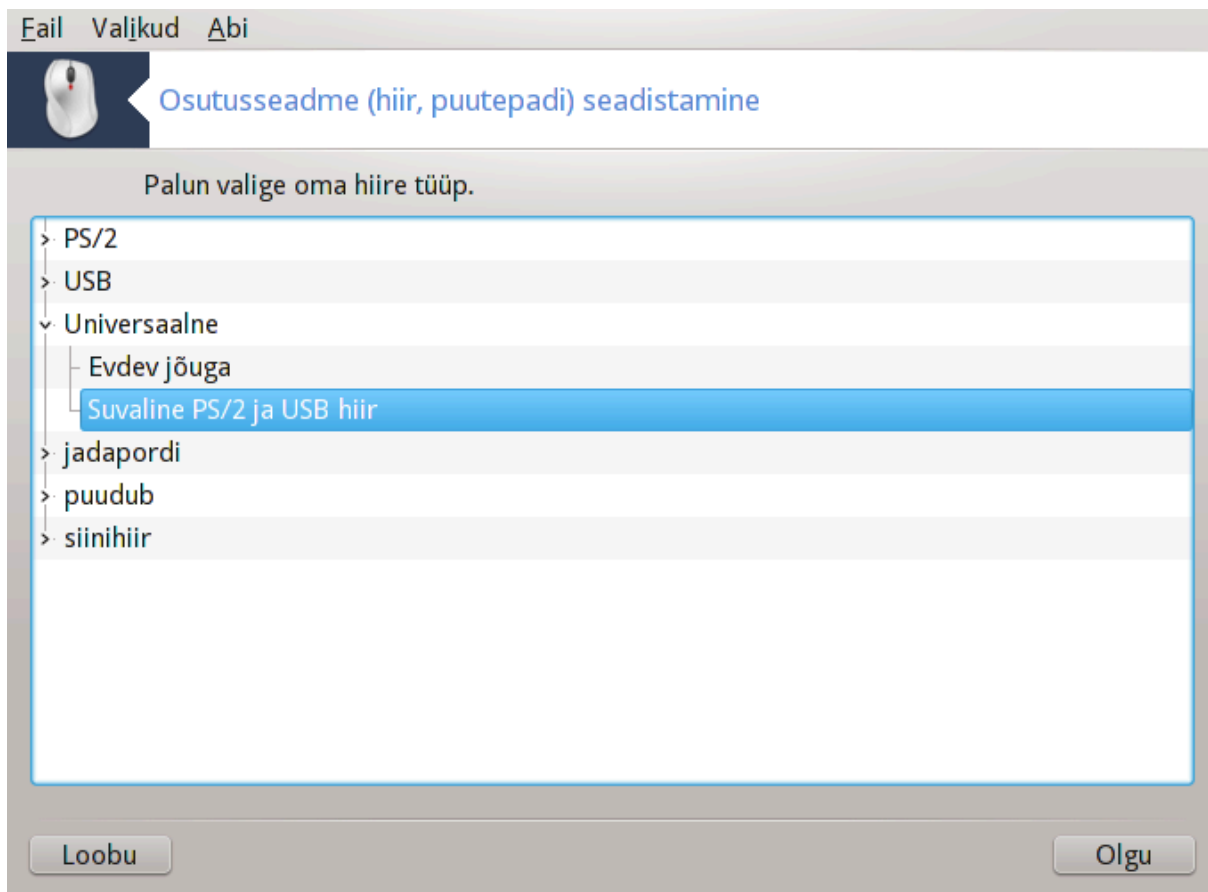 Fail Valikud Abi
Osutusseadme (hiir, puutepadi) seadistamine
Palun valige oma hiire tüüp.
PS/2
USB
Universaalne
Evdev jõuga
Suvaline PS/2 ja USB hiir
jadapordi
puudub
siinihiir
Loobu Olgu